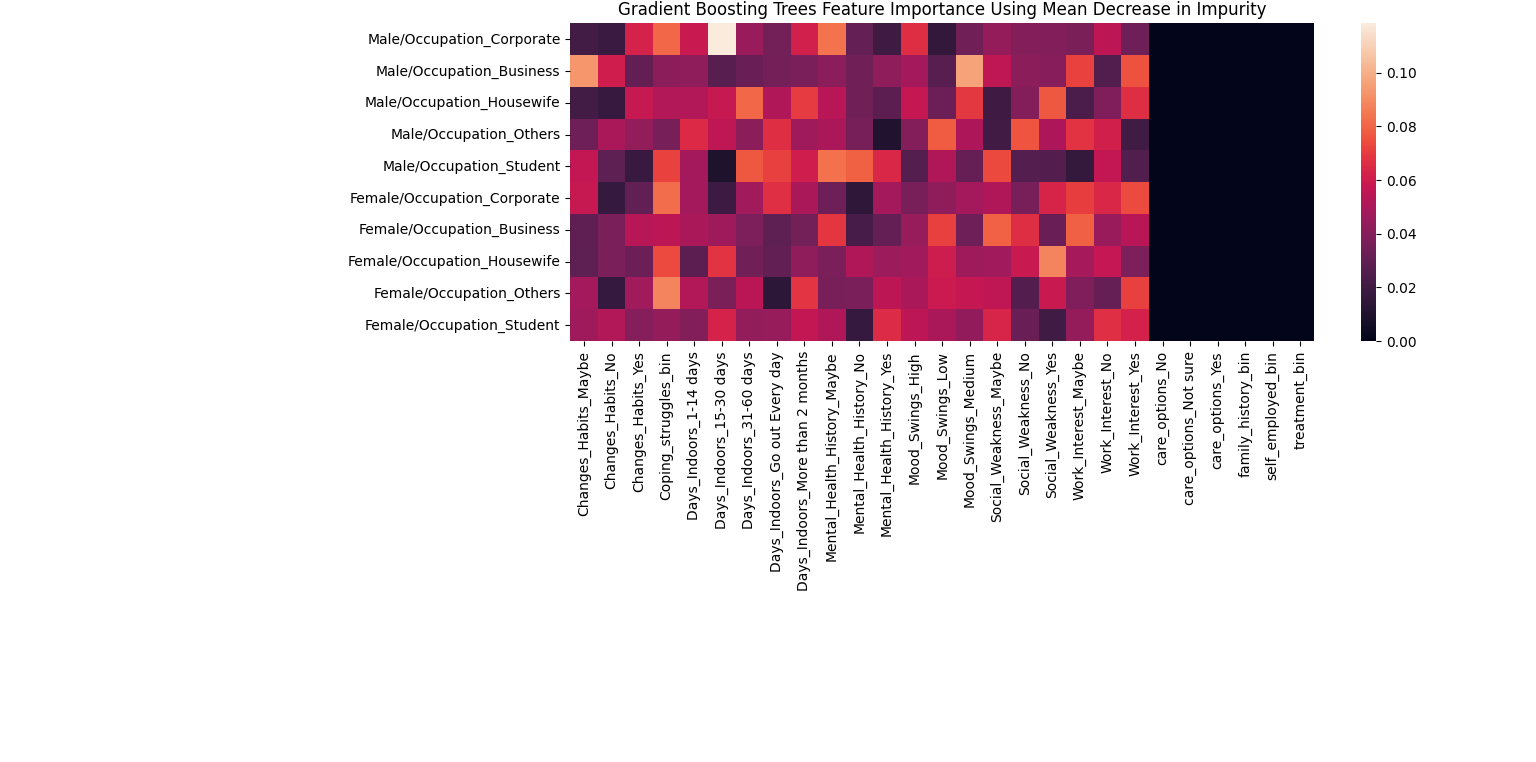 Gradient Boosting Trees Feature Importance Using Mean Decrease in Impurity
Male/Occupation_Corporate
Male/Occupation_Business
Male/Occupation_Housewife
Male/Occupation_Others
Male/Occupation_Student
Female/Occupation_Corporate
Female/Occupation_Business
Female/Occupation_Housewife
Female/Occupation_Others
Female/Occupation_Student
0.10
0.08
0.06
0.04
0.02
0.00
Changes_Habits_Maybe
Changes_Habits_No
Changes_Habits_Yes
Coping_struggles_bin
Days_Indoors_1-14 days
Days_Indoors_15-30 days
Days_Indoors_31-60 days
Days_Indoors_Go out Every day
Days_Indoors_More than 2 months
Mental_Health_History_Maybe
Mental_Health_History_No
Mental_Health_History_Yes
Mood_Swings_High
Mood_Swings_Low
Mood_Swings_Medium
Social_Weakness_Maybe
Social_Weakness_No
Social_Weakness_Yes
Work_Interest_Maybe
Work_Interest_No
Work_Interest_Yes
care_options_No
care_options_Not sure
care_options_Yes
family_history_bin
self_employed_bin
treatment_bin